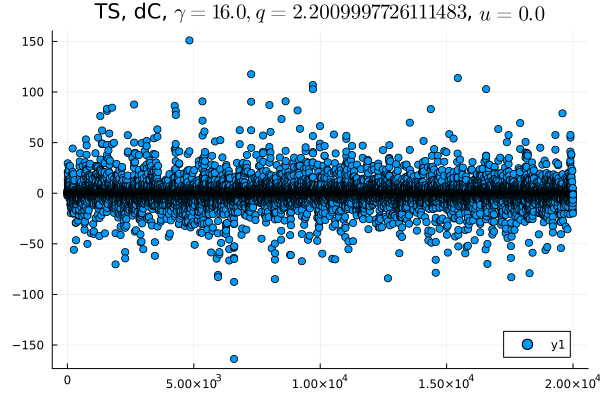 TS, dC, γ = 16.0, q = 2.2009997726111483, u = 0.0
150
100
50
0
−50
−100
−150
y1
0 5.00×10³ 1.00×10⁴ 1.50×10⁴ 2.00×10⁴